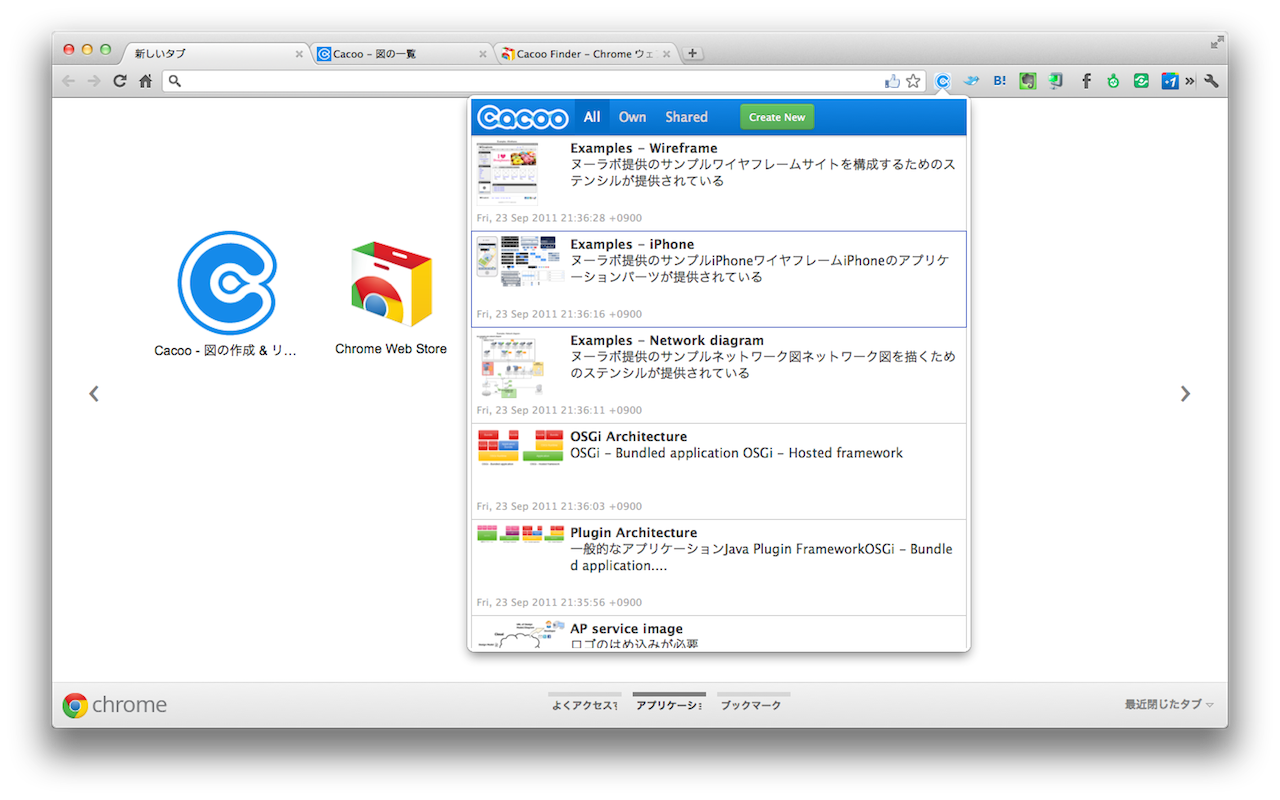 新しいタブ
Cacoo – 図の一覧
Cacoo Finder – Chrome ウェ
B!
f
+1
Cacoo
All
Own
Shared
Create New
Examples – Wireframe
ヌーラボ提供のサンプルワイヤフレームサイトを構成するためのス
テンシルが提供されている
Fri, 23 Sep 2011 21:36:28 +0900
Examples – iPhone
ヌーラボ提供のサンプルiPhoneワイヤフレームiPhoneのアプリケ
ーションパーツが提供されている
Fri, 23 Sep 2011 21:36:16 +0900
Examples – Network diagram
ヌーラボ提供のサンプルネットワーク図ネットワーク図を描くため
のステンシルが提供されている
Fri, 23 Sep 2011 21:36:11 +0900
OSGi Architecture
OSGi – Bundled application OSGi – Hosted framework
Fri, 23 Sep 2011 21:36:03 +0900
Plugin Architecture
一般的なアプリケーションJava Plugin FrameworkOSGi – Bundle
d application....
Fri, 23 Sep 2011 21:35:56 +0900
AP service image
ロゴのはめ込みが必要
Cacoo - 図の作成 & リ...
Chrome Web Store
chrome
よくアクセス
アプリケーシ
ブックマーク
最近閉じたタブ